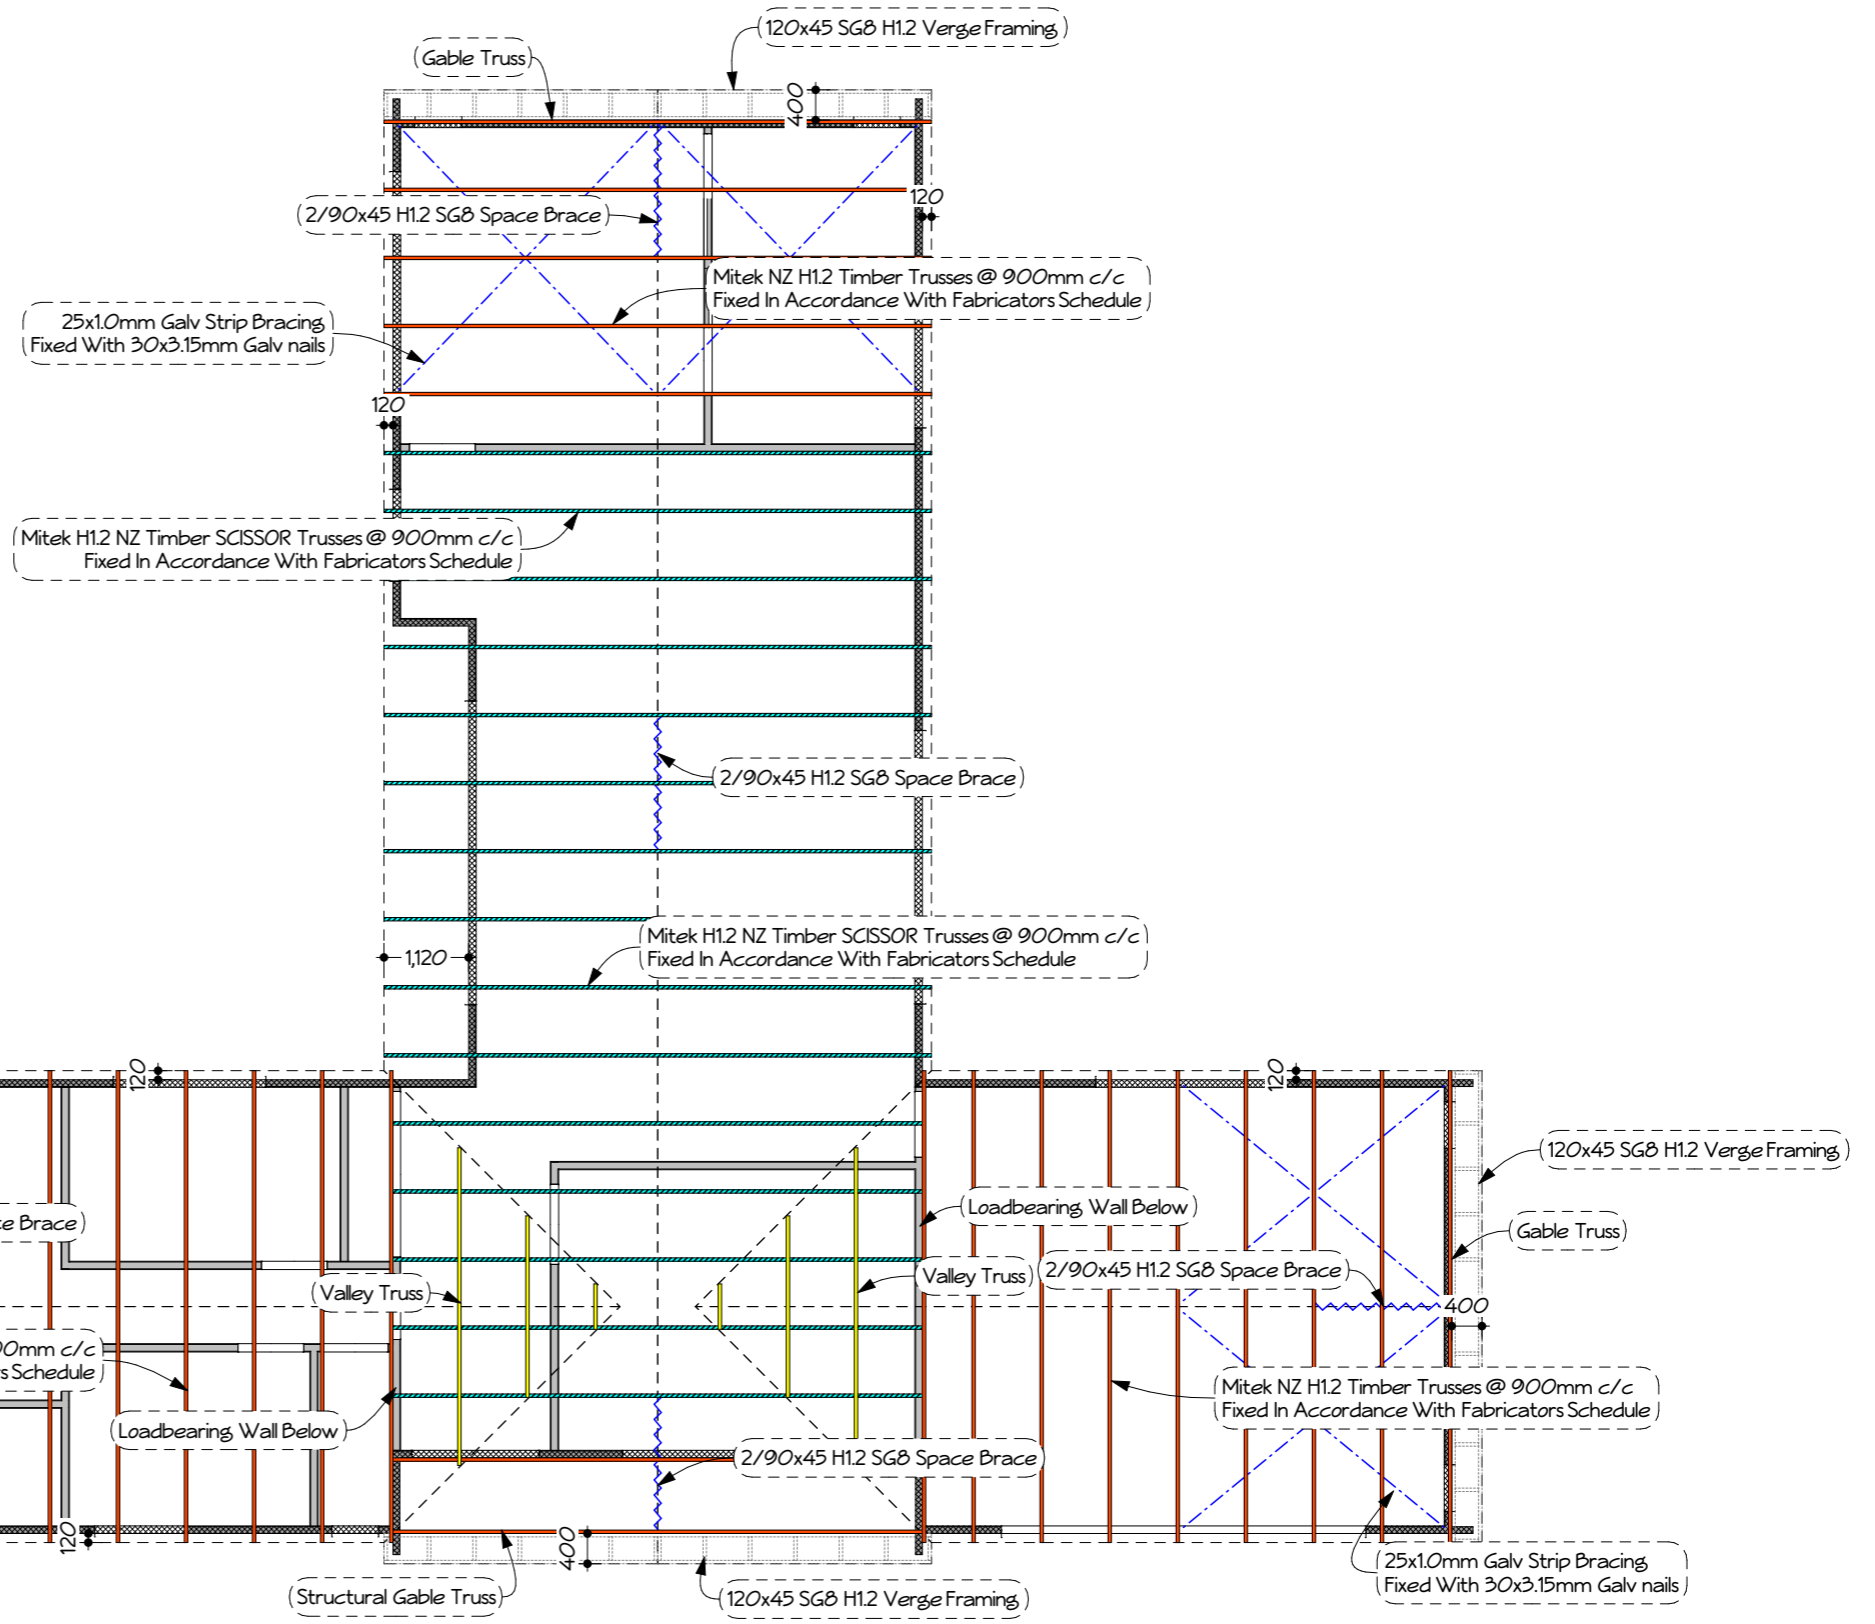 120x45 SG8 H1.2 Verge Framing
Gable Truss
400
120
2/90x45 H1.2 SG8 Space Brace
Mitek NZ H1.2 Timber Trusses @ 900mm c/c
Fixed In Accordance With Fabricators Schedule
25x1.0mm Galv Strip Bracing
Fixed With 30x3.15mm Galv nails
120
Mitek H1.2 NZ Timber SCISSOR Trusses @ 900mm c/c
Fixed In Accordance With Fabricators Schedule
2/90x45 H1.2 SG8 Space Brace
Mitek H1.2 NZ Timber SCISSOR Trusses @ 900mm c/c
Fixed In Accordance With Fabricators Schedule
1,120
120
120
120x45 SG8 H1.2 Verge Framing
Loadbearing Wall Below
Brace
Gable Truss
2/90x45 H1.2 SG8 Space Brace
Valley Truss
Valley Truss
400
mm c/c
Schedule
Mitek NZ H1.2 Timber Trusses @ 900mm c/c
Fixed In Accordance With Fabricators Schedule
Loadbearing Wall Below
2/90x45 H1.2 SG8 Space Brace
120
400
25x1.0mm Galv Strip Bracing
Fixed With 30x3.15mm Galv nails
Structural Gable Truss
120x45 SG8 H1.2 Verge Framing